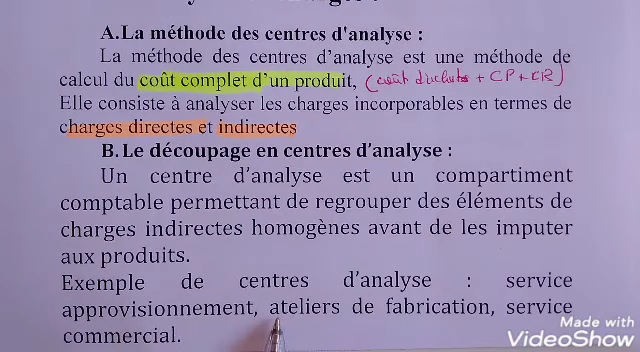 A.La méthode des centres d'analyse :
La méthode des centres d'analyse est une méthode de
calcul du coût complet d'un produit, (coût d'achats + CP + CR)
Elle consiste à analyser les charges incorporables en termes de
charges directes et indirectes
B.Le découpage en centres d'analyse :
Un centre d'analyse est un compartiment
comptable permettant de regrouper des éléments de
charges indirectes homogènes avant de les imputer
aux produits.
Exemple de centres d'analyse : service
approvisionnement, ateliers de fabrication, service
commercial.
Made with
VideoShow